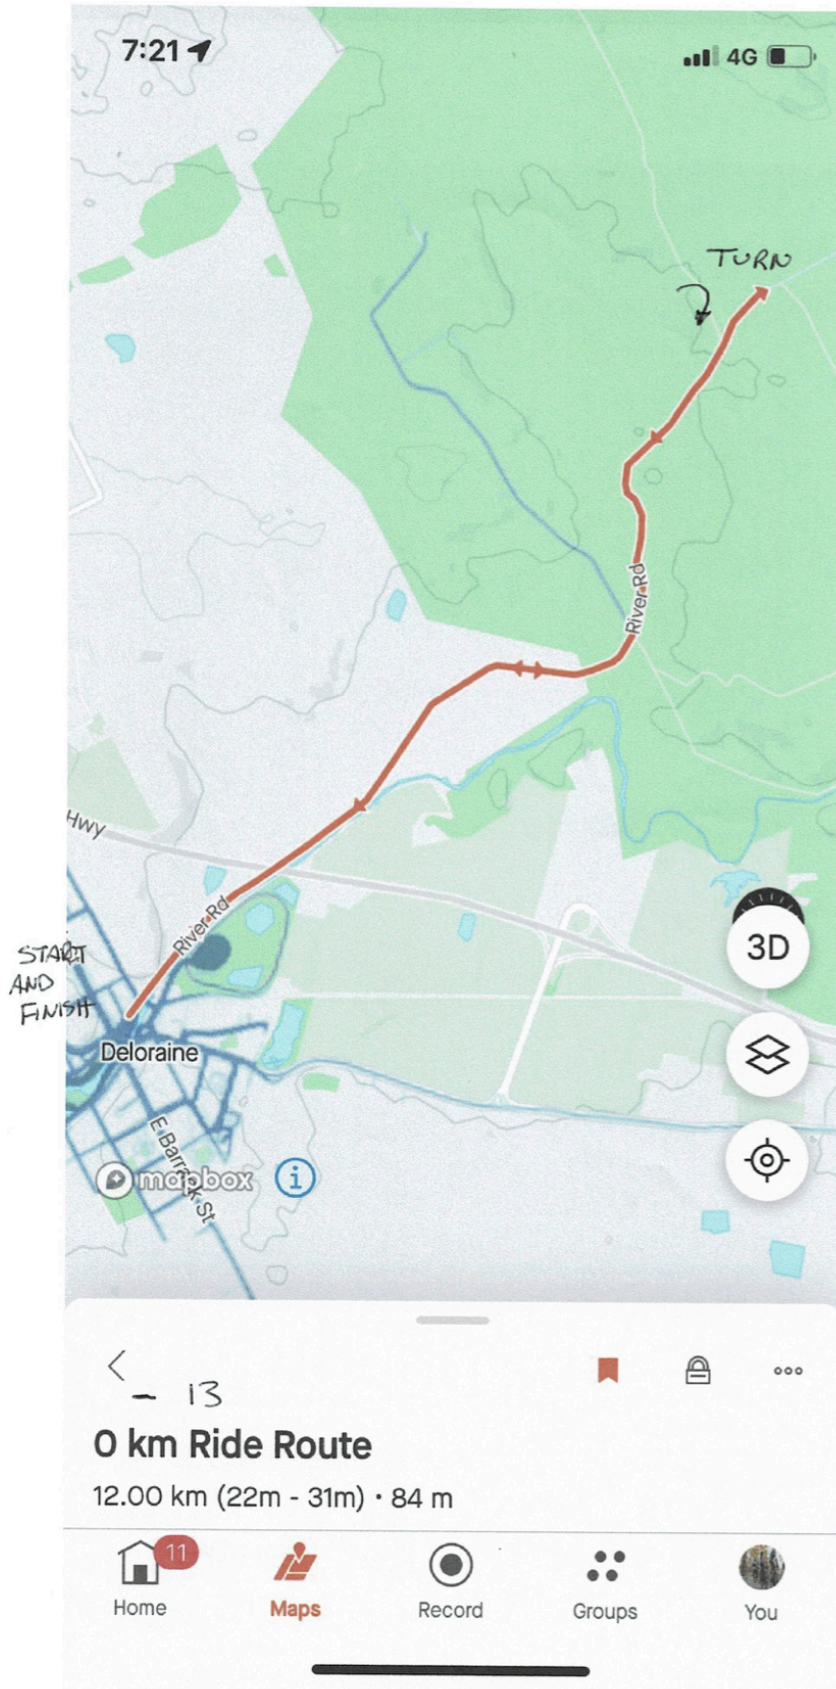 7:21
4G
TURN
River Rd
Hwy
River Rd
START
AND
FINISH
3D
Deloraine
E Barrack St
mapbox
i
- 13
0 km Ride Route
12.00 km (22m - 31m) · 84 m
11
Home
Maps
Record
Groups
You